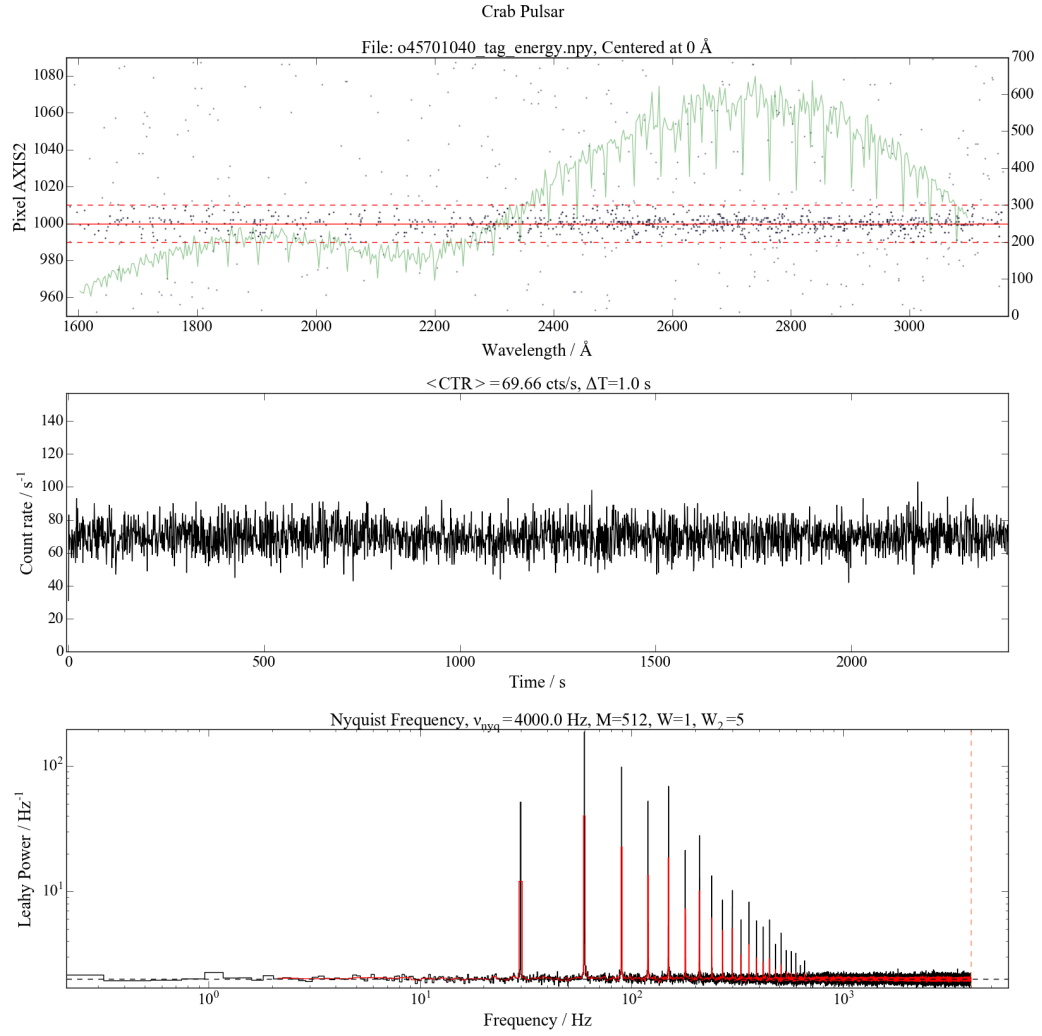 Crab Pulsar
File: o45701040_tag_energy.npy, Centered at 0 Å
Pixel AXIS2
1080
1060
1040
1020
1000
980
960
700
600
500
400
300
200
100
0
1600 1800 2000 2200 2400 2600 2800 3000
Wavelength / Å
<CTR> = 69.66 cts/s, ΔT=1.0 s
Count rate / s⁻¹
140
120
100
80
60
40
20
0
0 500 1000 1500 2000
Time / s
Nyquist Frequency, ν_nyq = 4000.0 Hz, M=512, W=1, W₂=5
Leahy Power / Hz⁻¹
10²
10¹
10⁰ 10¹ 10² 10³
Frequency / Hz